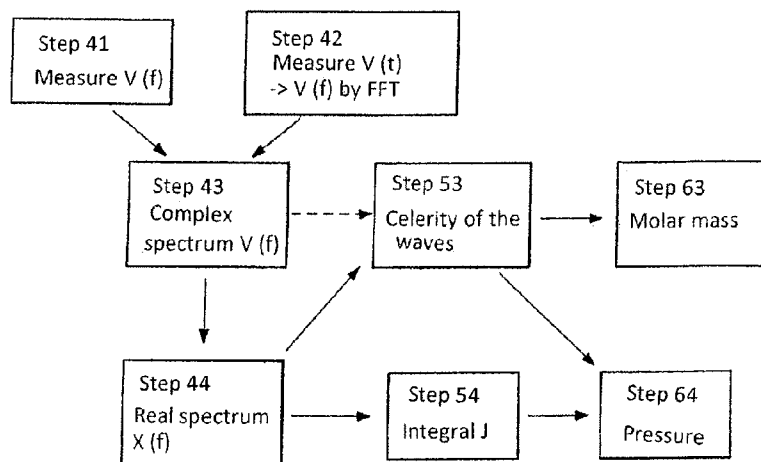 Step 41
Measure V (f)
Step 42
Measure V (t)
-> V (f) by FFT
Step 43
Complex
spectrum V (f)
Step 53
Celerity of the
waves
Step 63
Molar mass
Step 44
Real spectrum
X (f)
Step 54
Integral J
Step 64
Pressure